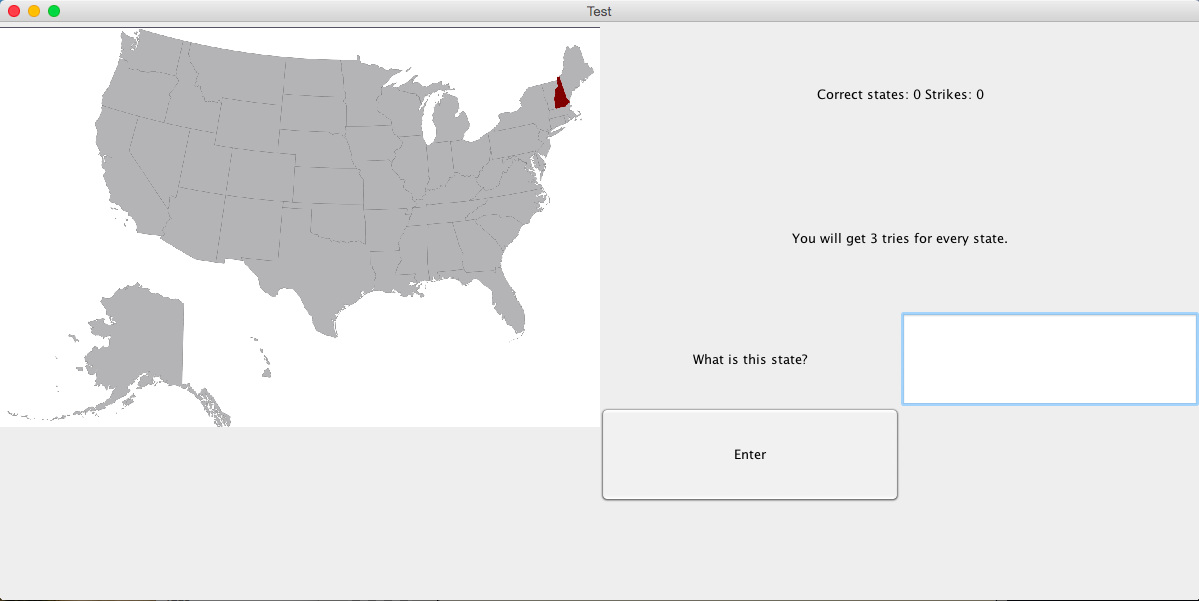 Test
Correct states: 0 Strikes: 0
You will get 3 tries for every state.
What is this state?
Enter